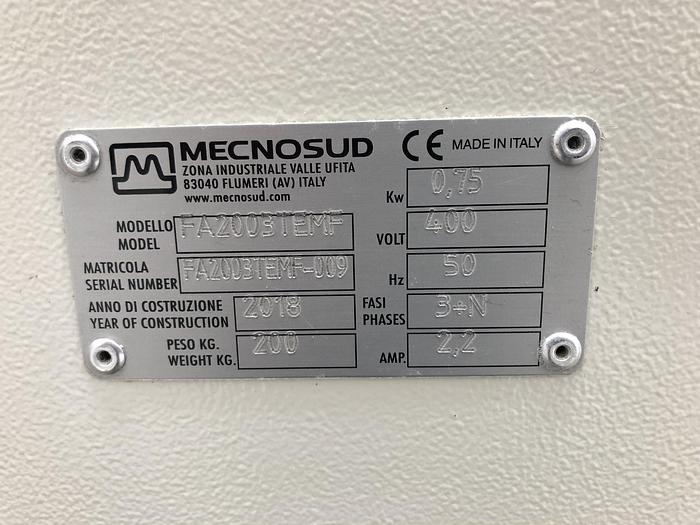 MECNOSUD
ZONA INDUSTRIALE VALLE UFITA
83040 FLUMERI (AV) ITALY
www.mecnosud.com
CE MADE IN ITALY
MODELLO
MODEL FA2003TEMF
MATRICOLA
SERIAL NUMBER FA2003TEMF-009
ANNO DI COSTRUZIONE
YEAR OF CONSTRUCTION 2018
PESO KG.
WEIGHT KG. 200
Kw 0,75
VOLT 400
Hz 50
FASI
PHASES 3+N
AMP. 2,2